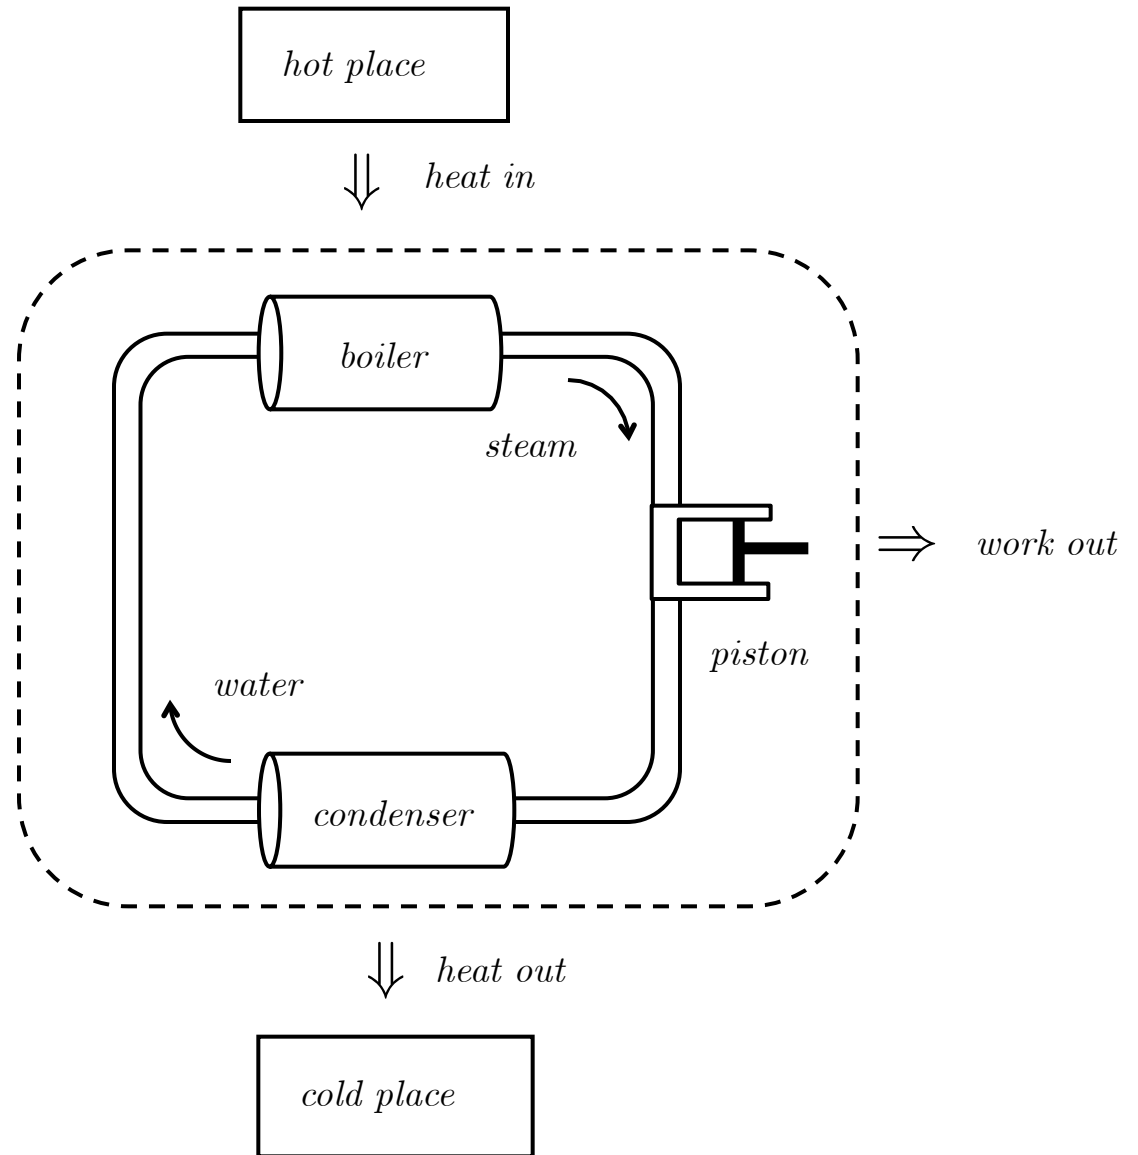 hot place
heat in
boiler
steam
work out
piston
water
condenser
heat out
cold place